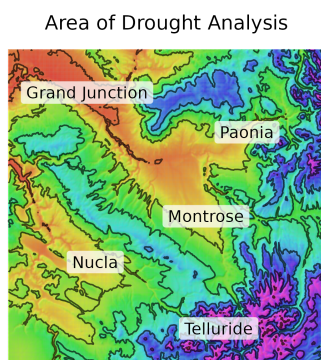 Area of Drought Analysis
Grand Junction
Paonia
Montrose
Nucla
Telluride